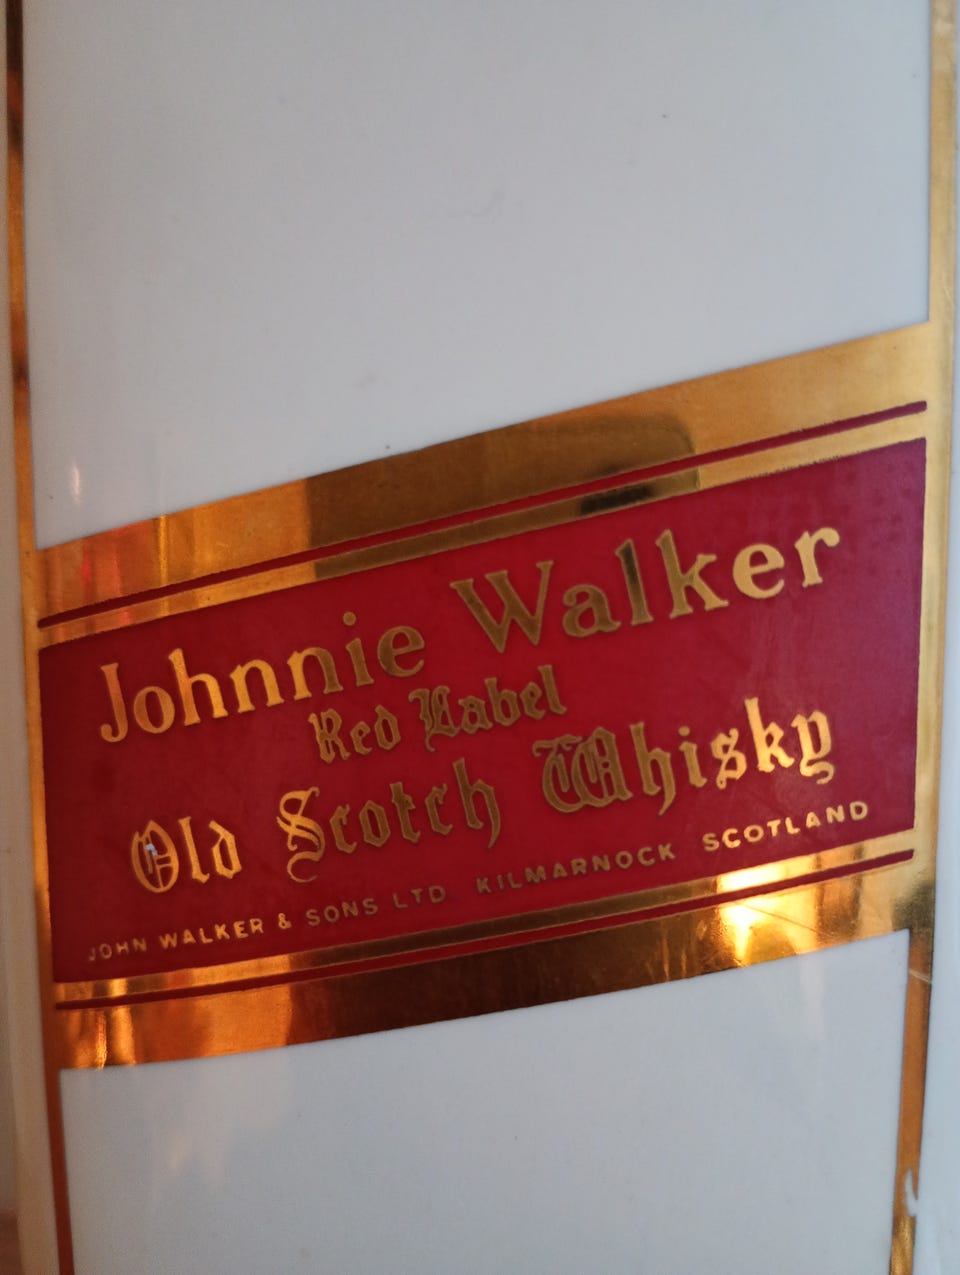 Johnnie Walker
Red Label
Old Scotch Whisky
JOHN WALKER & SONS LTD. KILMARNOCK SCOTLAND